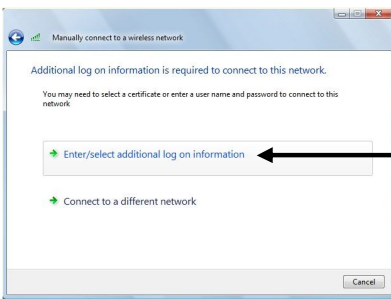 Manually connect to a wireless network
Additional log on information is required to connect to this network.
You may need to select a certificate or enter a user name and password to connect to this
network
Enter/select additional log on information
Connect to a different network
Cancel